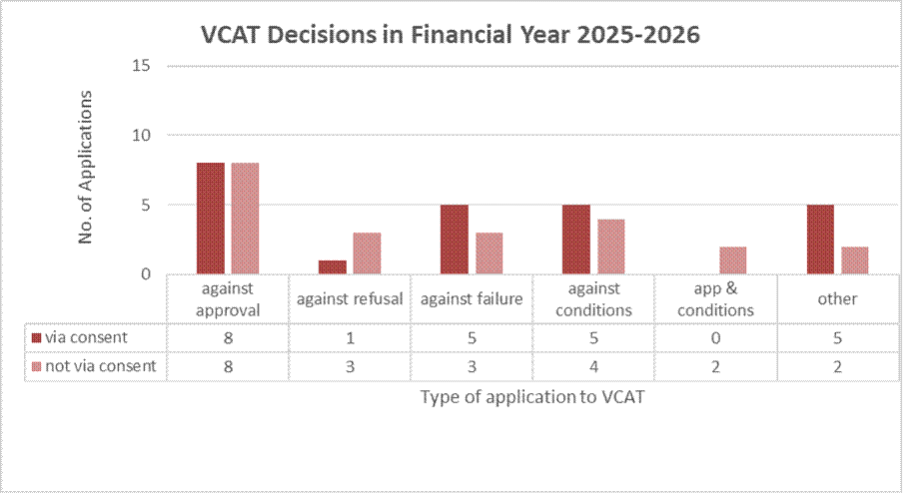 VCAT Decisions in Financial Year 2025-2026
15
10
5
0
No. of Applications
against approval
against refusal
against failure
against conditions
app & conditions
other
via consent 8 1 5 5 0 5
not via consent 8 3 3 4 2 2
Type of application to VCAT